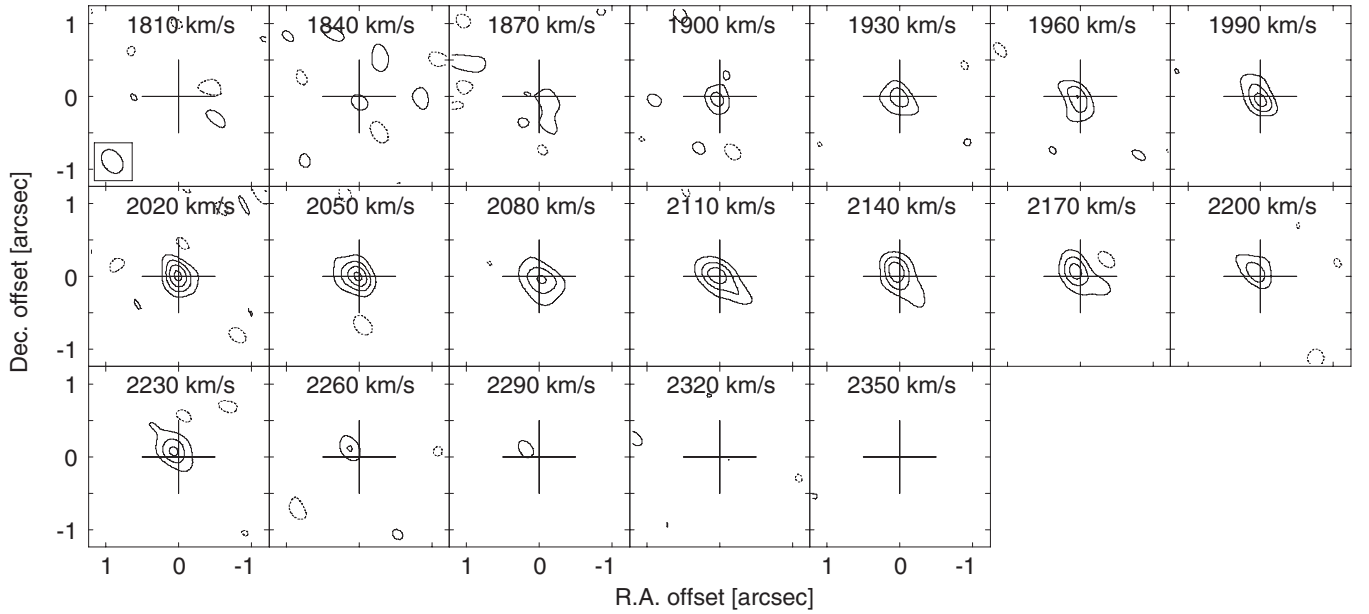 1810 km/s 1840 km/s 1870 km/s 1900 km/s 1930 km/s 1960 km/s 1990 km/s
1
0
-1
2020 km/s 2050 km/s 2080 km/s 2110 km/s 2140 km/s 2170 km/s 2200 km/s
1
0
-1
Dec. offset [arcsec]
2230 km/s 2260 km/s 2290 km/s 2320 km/s 2350 km/s
1
0
-1
1 0 -1 1 0 -1 1 0 -1
R.A. offset [arcsec]